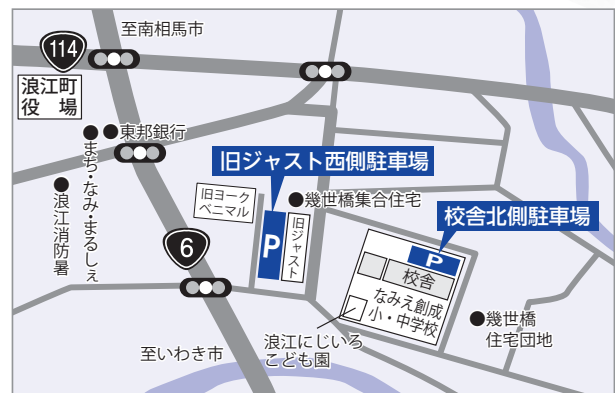 至南相馬市
114
浪江町
役場
東邦銀行
まち・なみ・まるしぇ
浪江消防暑
旧ジャスト西側駐車場
旧ヨーク
ベニマル
P
旧ジャスト
幾世橋集合住宅
校舎北側駐車場
P
校舎
なみえ創成
小・中学校
6
幾世橋
住宅団地
浪江にじいろ
こども園
至いわき市